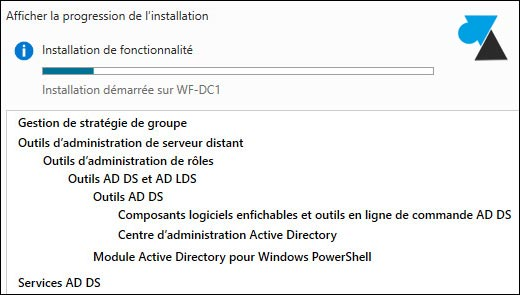 Afficher la progression de l'installation
Installation de fonctionnalité
Installation démarrée sur WF-DC1
Gestion de stratégie de groupe
Outils d'administration de serveur distant
Outils d'administration de rôles
Outils AD DS et AD LDS
Outils AD DS
Composants logiciels enfichables et outils en ligne de commande AD DS
Centre d'administration Active Directory
Module Active Directory pour Windows PowerShell
Services AD DS